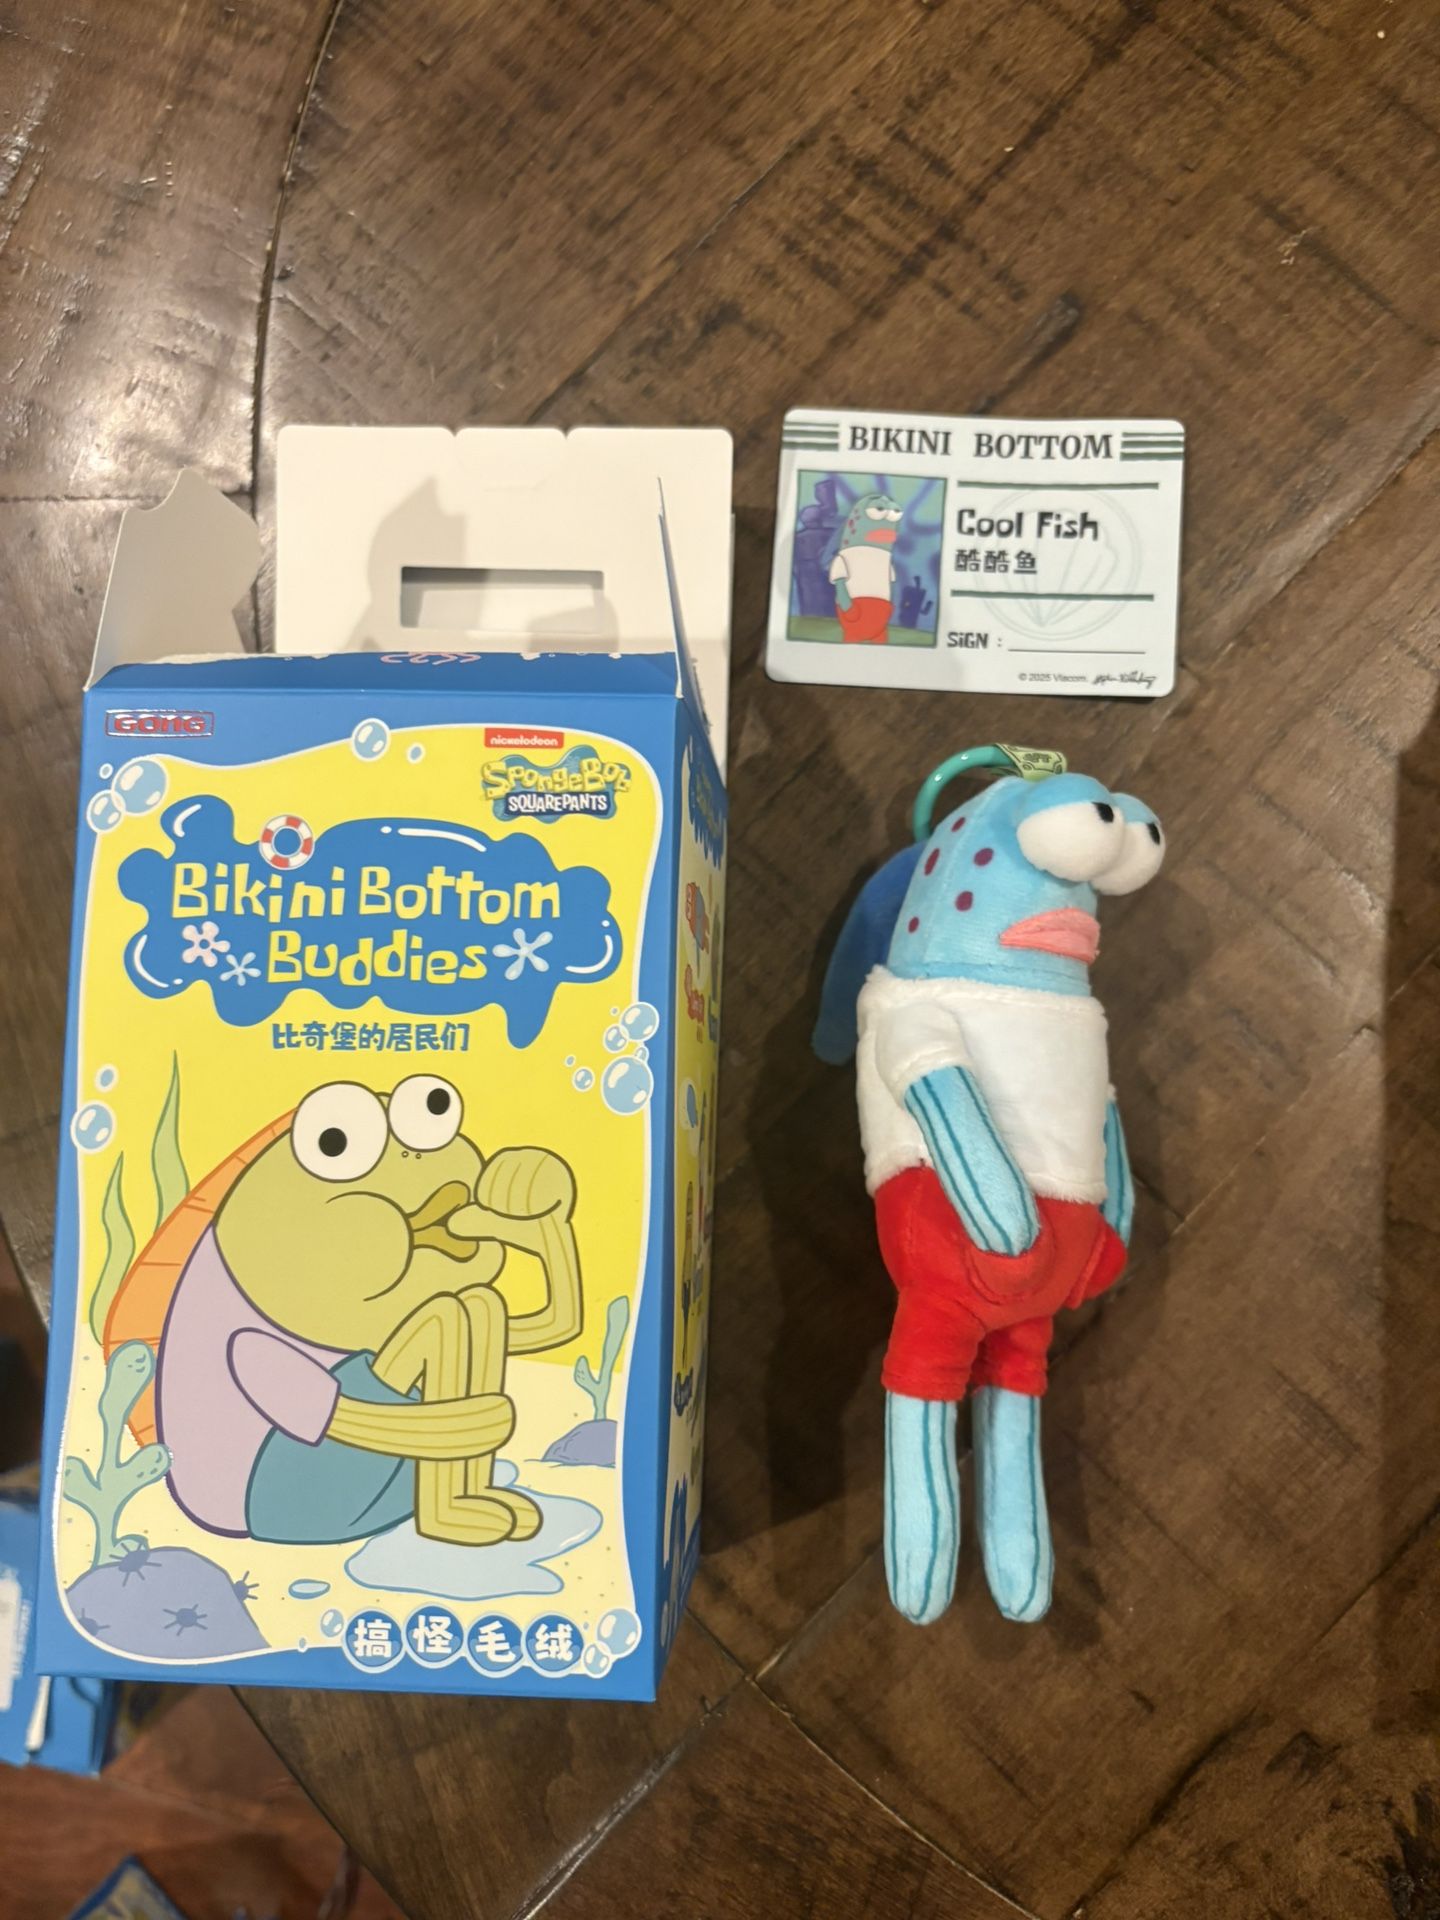 BIKINI BOTTOM
Cool Fish
酷酷鱼
SIGN :
© 2025 Viacom.
GONG
nickelodeon
SpongeBob
SQUAREPANTS
Bikini Bottom
Buddies
比奇堡的居民们
搞怪毛绒